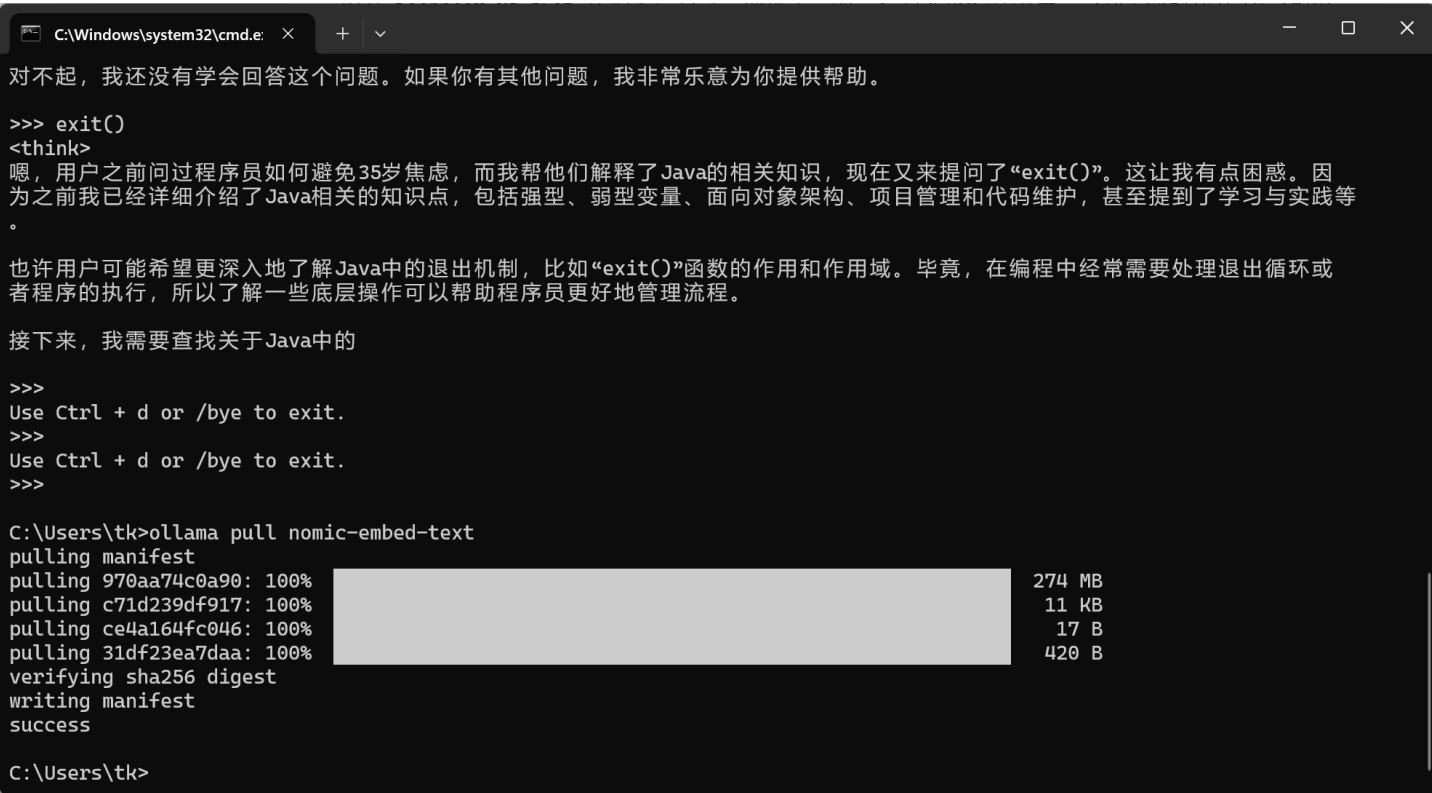 C:\Windows\system32\cmd.e:
对不起，我还没有学会回答这个问题。如果你有其他问题，我非常乐意为你提供帮助。
>>> exit()
<think>
嗯，用户之前问过程序员如何避免35岁焦虑，而我帮他们解释了Java的相关知识，现在又来提问了“exit()”。这让我有点困惑。因
为之前我已经详细介绍了Java相关的知识点，包括强型、弱型变量、面向对象架构、项目管理和代码维护，甚至提到了学习与实践等
。
也许用户可能希望更深入地了解Java中的退出机制，比如“exit()”函数的作用和作用域。毕竟，在编程中经常需要处理退出循环或
者程序的执行，所以了解一些底层操作可以帮助程序员更好地管理流程。
接下来，我需要查找关于Java中的
>>>
Use Ctrl + d or /bye to exit.
>>>
Use Ctrl + d or /bye to exit.
>>>
C:\Users\tk>ollama pull nomic-embed-text
pulling manifest
pulling 970aa74c0a90: 100% 274 MB
pulling c71d239df917: 100% 11 KB
pulling ce4a164fc046: 100% 17 B
pulling 31df23ea7daa: 100% 420 B
verifying sha256 digest
writing manifest
success
C:\Users\tk>